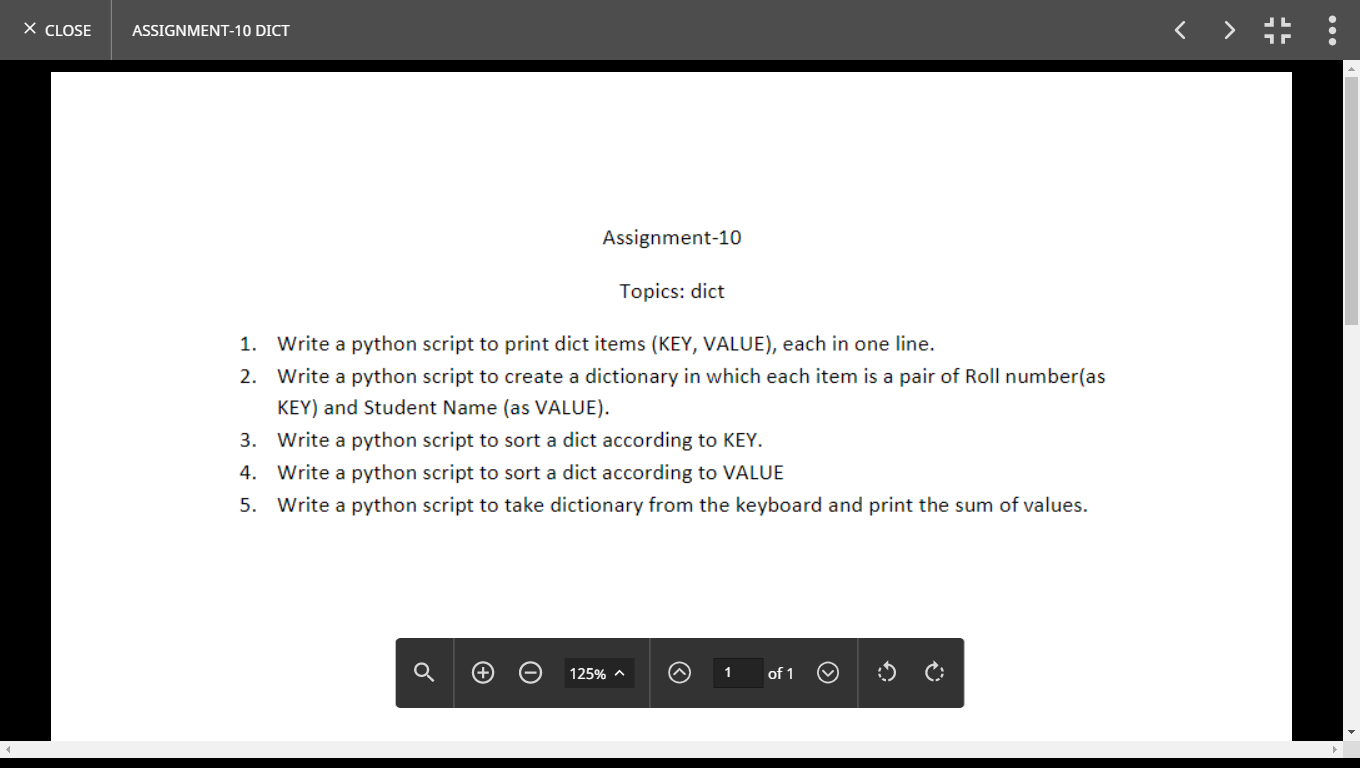 CLOSE
ASSIGNMENT-10 DICT
Assignment-10
Topics: dict
1. Write a python script to print dict items (KEY, VALUE), each in one line.
2. Write a python script to create a dictionary in which each item is a pair of Roll number(as
KEY) and Student Name (as VALUE).
3. Write a python script to sort a dict according to KEY.
4. Write a python script to sort a dict according to VALUE
5. Write a python script to take dictionary from the keyboard and print the sum of values.
125%
1 of 1